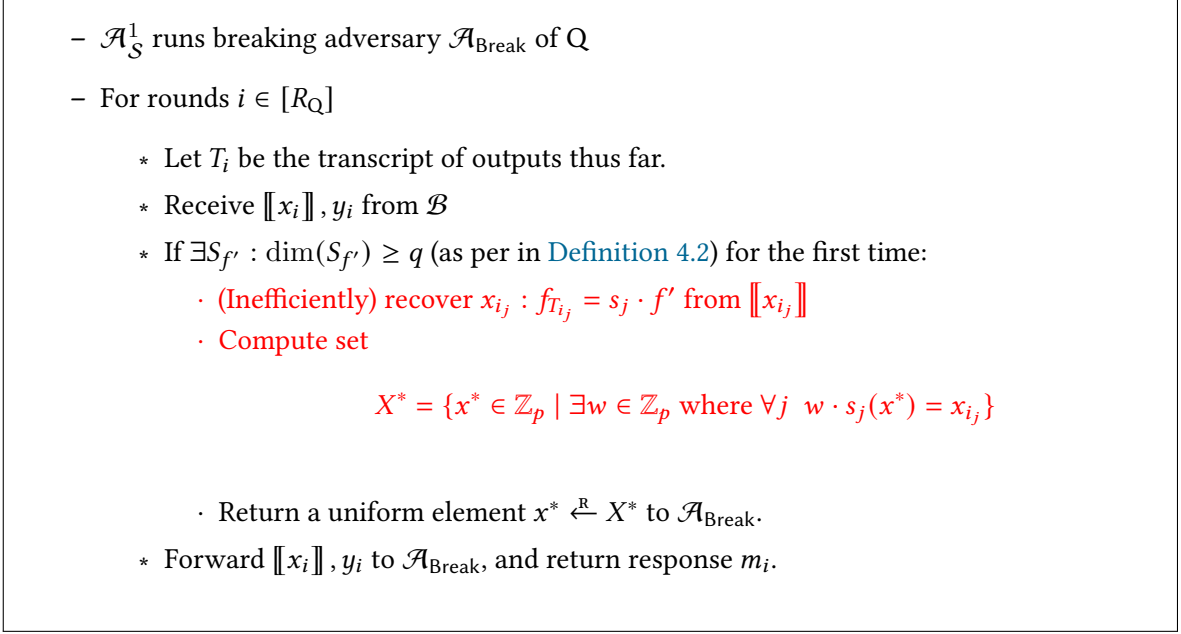 – 𝒜¹_𝒮 runs breaking adversary 𝒜_Break of Q
– For rounds i ∈ [R_Q]
* Let T_i be the transcript of outputs thus far.
* Receive ⟦x_i⟧, y_i from ℬ
* If ∃S_{f′} : dim(S_{f′}) ≥ q (as per in Definition 4.2) for the first time:
· (Inefficiently) recover x_{i_j} : f_{T_{i_j}} = s_j · f′ from ⟦x_{i_j}⟧
· Compute set
X* = {x* ∈ ℤ_p | ∃w ∈ ℤ_p where ∀j w · s_j(x*) = x_{i_j}}
· Return a uniform element x* ←^R X* to 𝒜_Break.
* Forward ⟦x_i⟧, y_i to 𝒜_Break, and return response m_i.